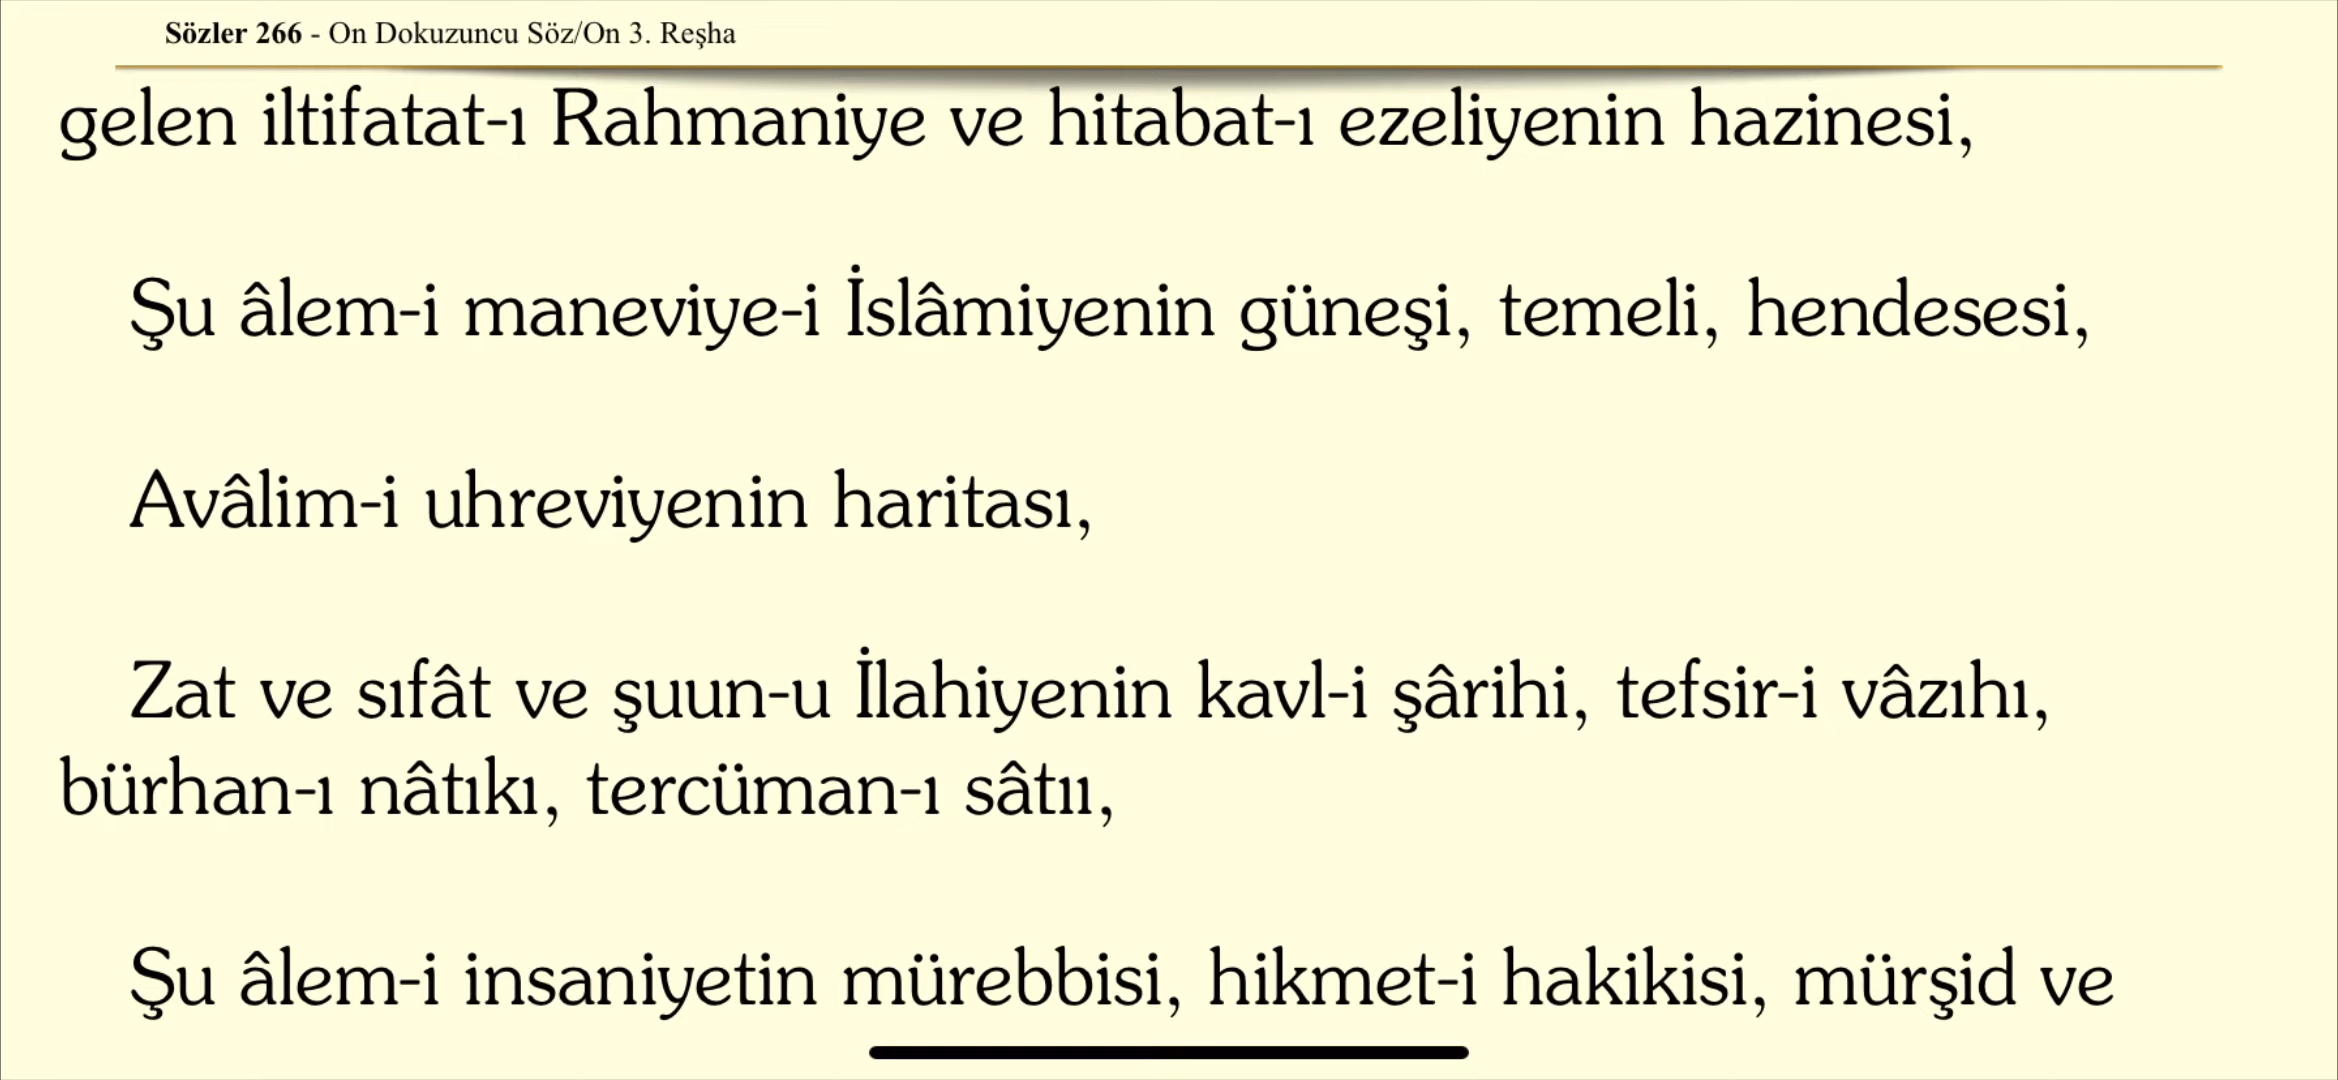 Sözler 266 - On Dokuzuncu Söz/On 3. Reşha
gelen iltifatat-ı Rahmaniye ve hitabat-ı ezeliyenin hazinesi,
Şu âlem-i maneviye-i İslâmiyenin güneşi, temeli, hendesesi,
Avâlim-i uhreviyenin haritası,
Zat ve sıfât ve şuun-u İlahiyenin kavl-i şârihi, tefsir-i vâzıhı,
bürhan-ı nâtıkı, tercüman-ı sâtıı,
Şu âlem-i insaniyetin mürebbisi, hikmet-i hakikisi, mürşid ve